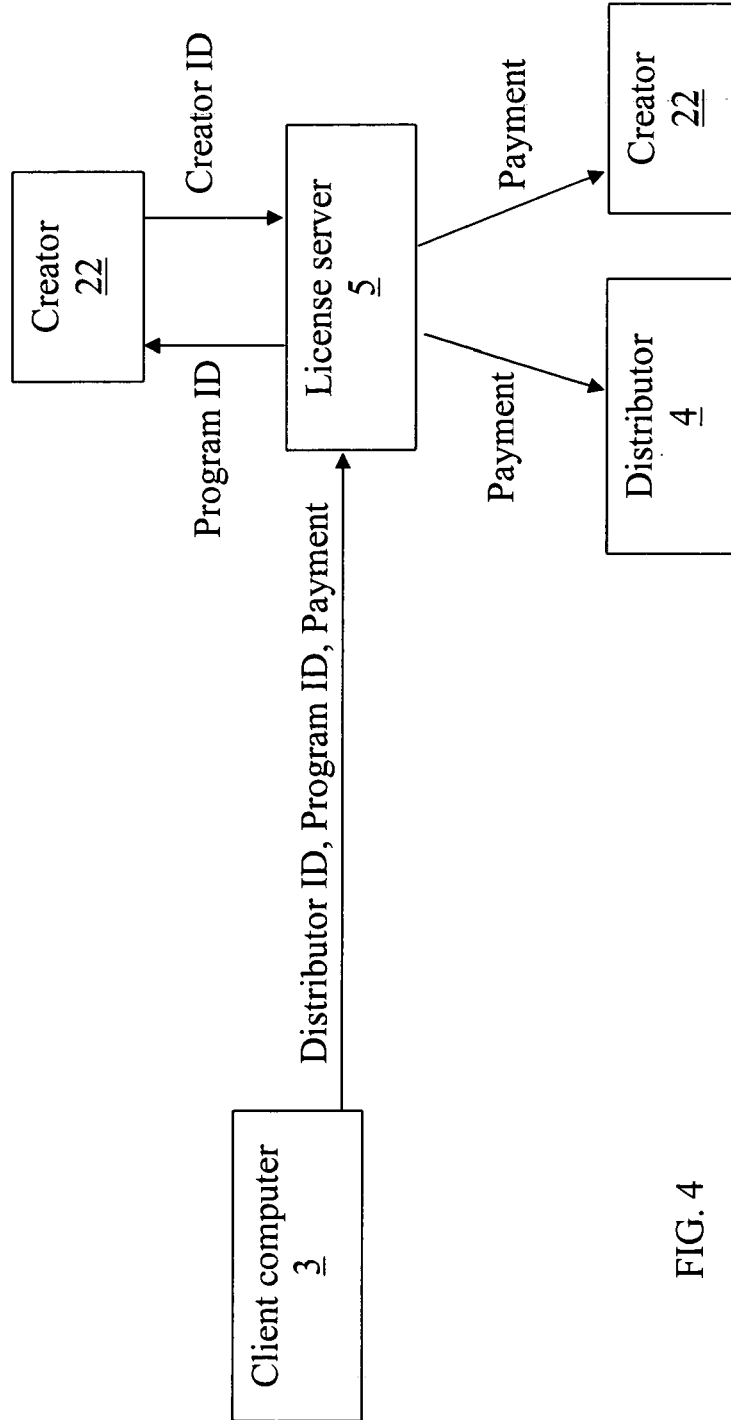 Creator
22
Program ID
Creator ID
Client computer
3
Distributor ID, Program ID, Payment
License server
5
Payment
Payment
Distributor
4
Creator
22
FIG. 4